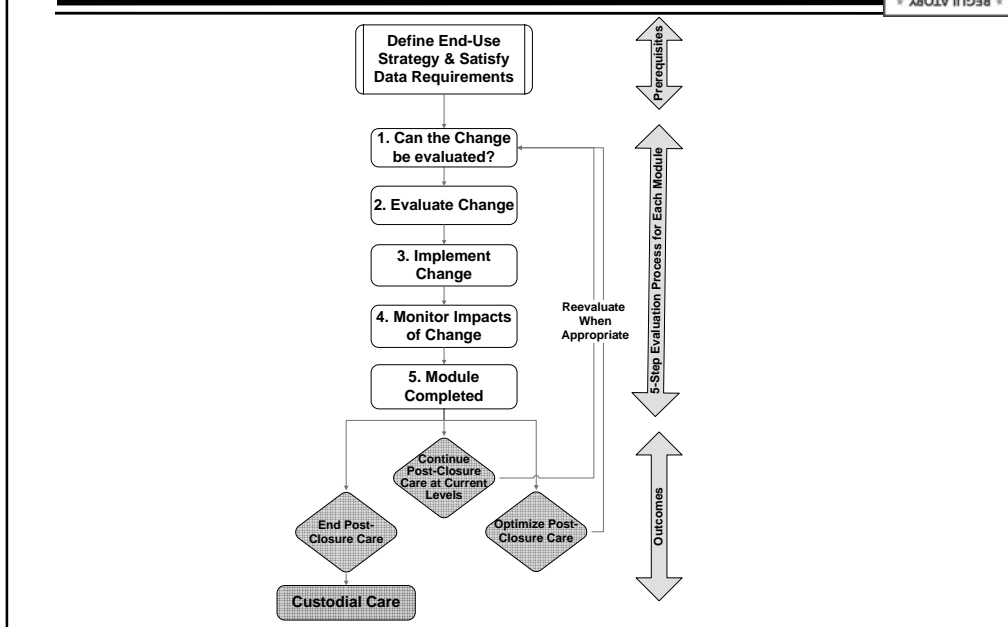 REGULATORY
Define End-Use
Strategy & Satisfy
Data Requirements
Prerequisites
1. Can the Change
be evaluated?
2. Evaluate Change
3. Implement
Change
4. Monitor Impacts
of Change
5. Module
Completed
Reevaluate
When
Appropriate
5-Step Evaluation Process for Each Module
Continue
Post-Closure
Care at Current
Levels
End Post-
Closure Care
Optimize Post-
Closure Care
Outcomes
Custodial Care